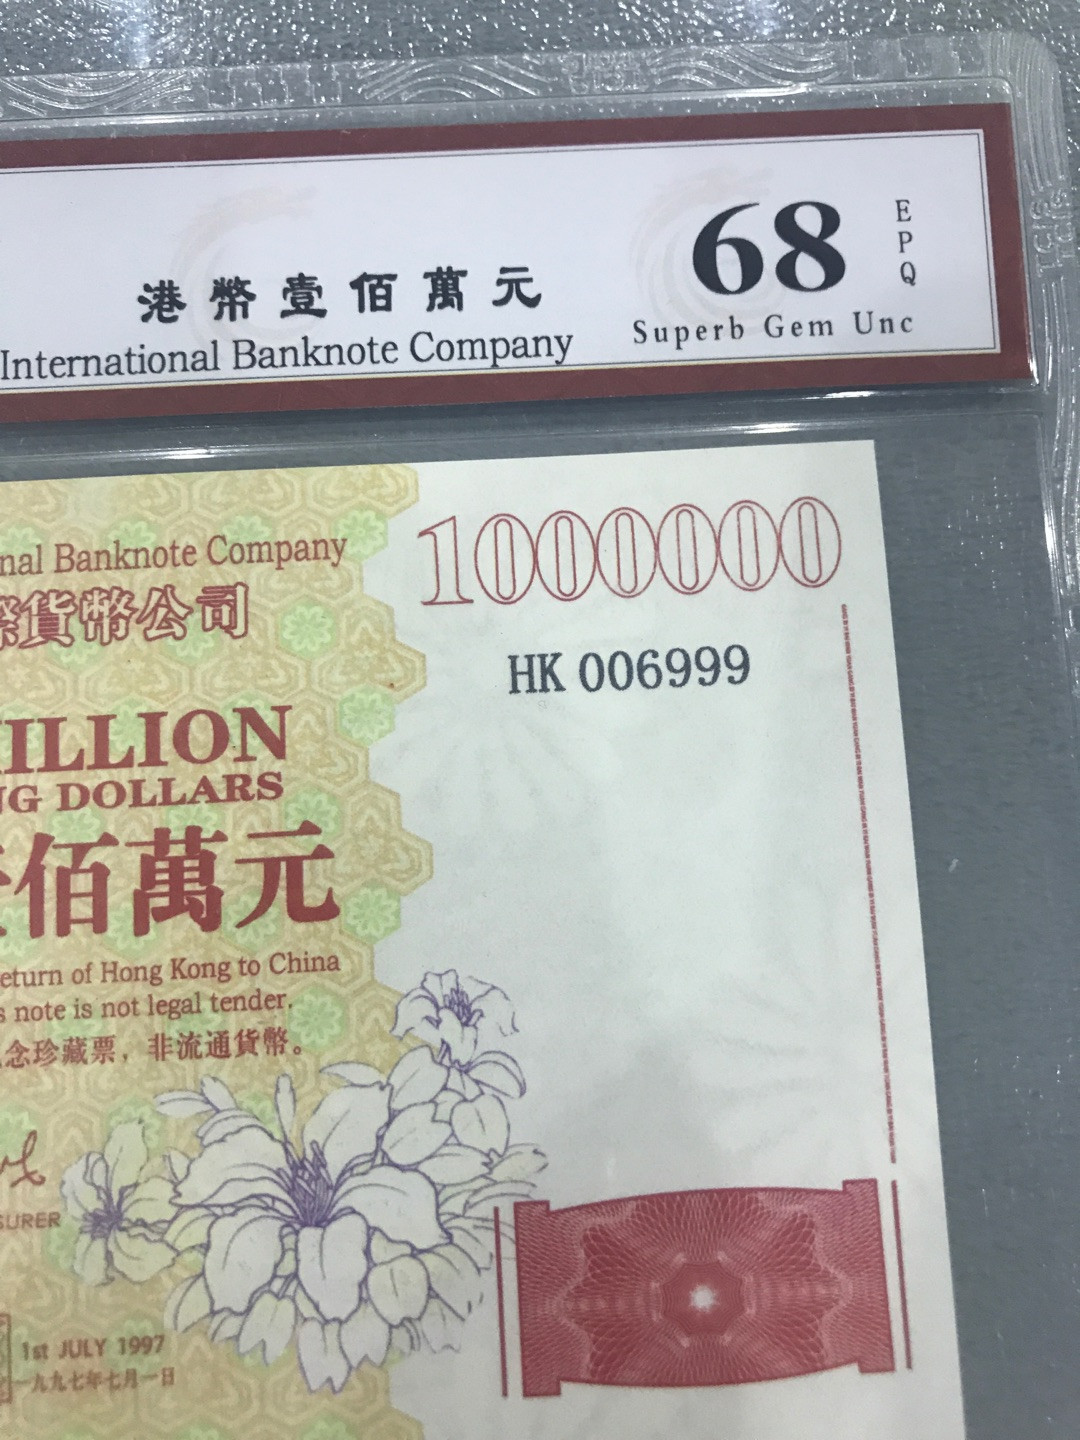 港幣壹佰萬元
International Banknote Company
68
EPQ
Superb Gem Unc
nal Banknote Company
際貨幣公司
1000000
HK 006999
ILLION
NG DOLLARS
佰萬元
eturn of Hong Kong to China
s note is not legal tender.
念珍藏票，非流通貨幣。
SURER
1st JULY 1997
一九九七年七月一日